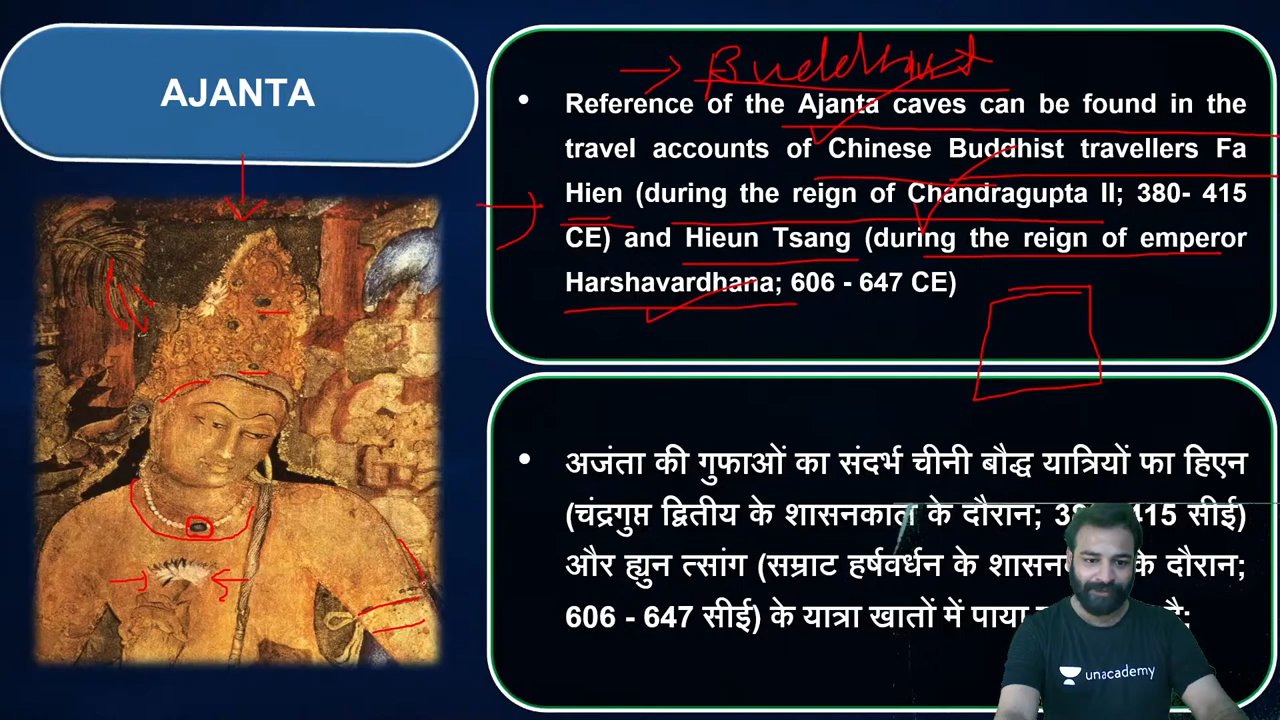 AJANTA
Buddhist
• Reference of the Ajanta caves can be found in the
travel accounts of Chinese Buddhist travellers Fa
Hien (during the reign of Chandragupta II; 380- 415
CE) and Hieun Tsang (during the reign of emperor
Harshavardhana; 606 - 647 CE)
• अजंता की गुफाओं का संदर्भ चीनी बौद्ध यात्रियों फा हिएन
(चंद्रगुप्त द्वितीय के शासनकाल के दौरान; 415 सीई)
और ह्युन त्सांग (सम्राट हर्षवर्धन के के दौरान;
606 - 647 सीई) के यात्रा खातों में पाया है;
unacademy